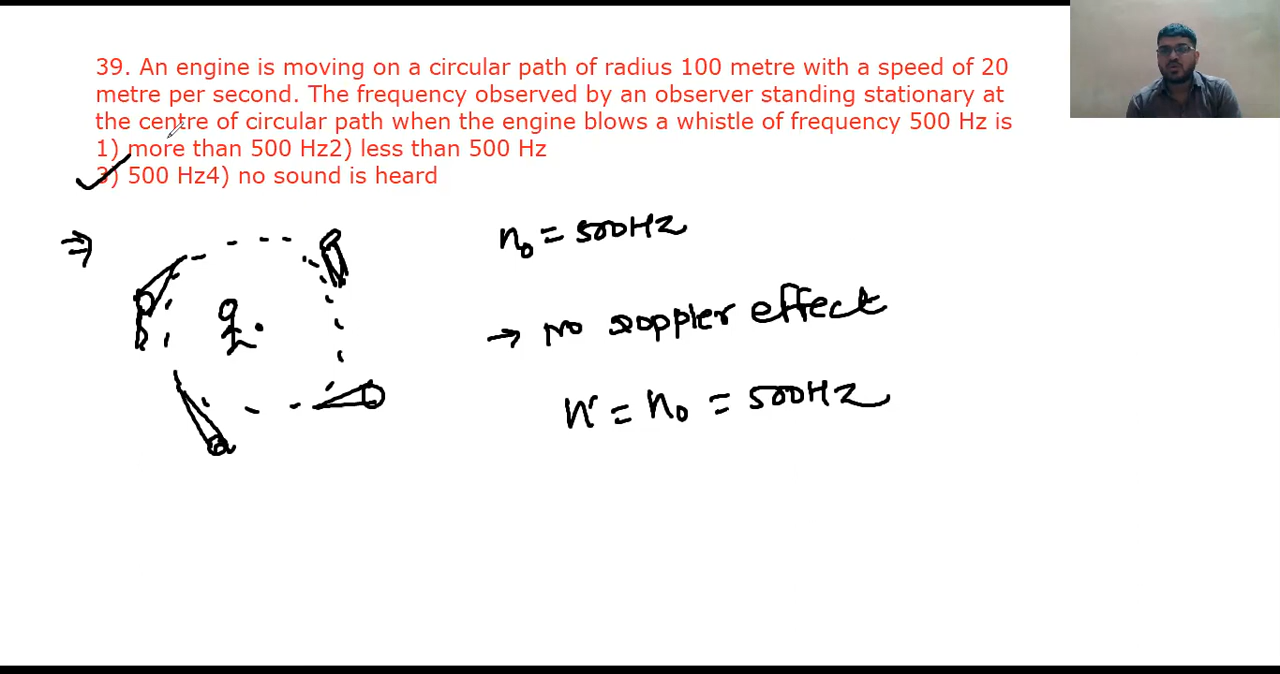 39. An engine is moving on a circular path of radius 100 metre with a speed of 20
metre per second. The frequency observed by an observer standing stationary at
the centre of circular path when the engine blows a whistle of frequency 500 Hz is
1) more than 500 Hz2) less than 500 Hz
3) 500 Hz4) no sound is heard
⇒
n₀ = 500Hz
→ No Doppler effect
n' = n₀ = 500Hz